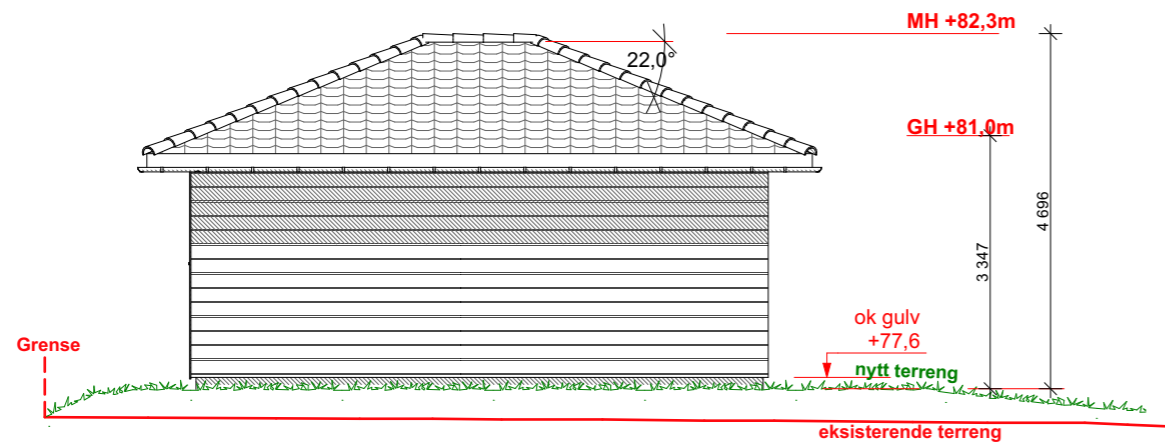 MH +82,3m
22,0°
GH +81,0m
4 696
3 347
ok gulv
+77,6
Grense
nytt terreng
eksisterende terreng